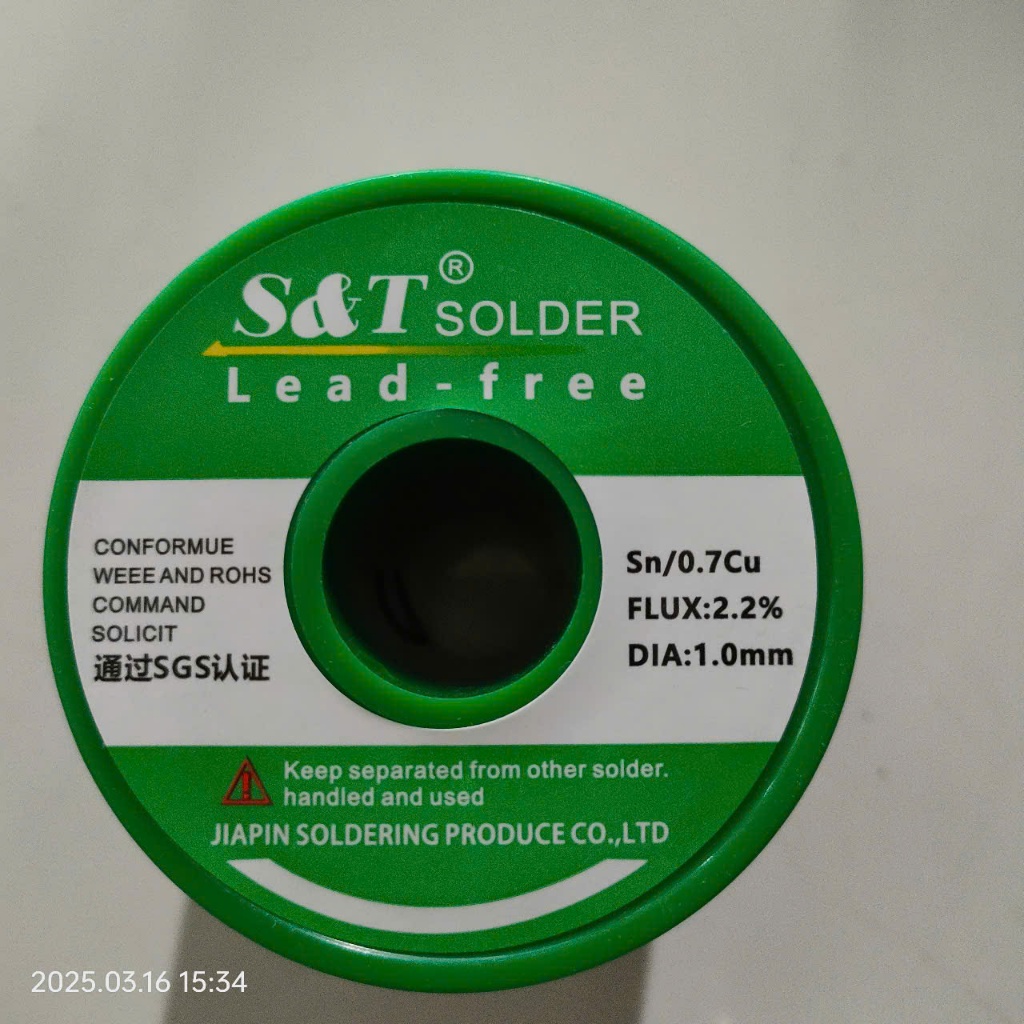 S&T® SOLDER
Lead-free
CONFORMUE
WEEE AND ROHS
COMMAND
SOLICIT
通过SGS认证
Sn/0.7Cu
FLUX:2.2%
DIA:1.0mm
Keep separated from other solder.
handled and used
JIAPIN SOLDERING PRODUCE CO.,LTD
2025.03.16 15:34